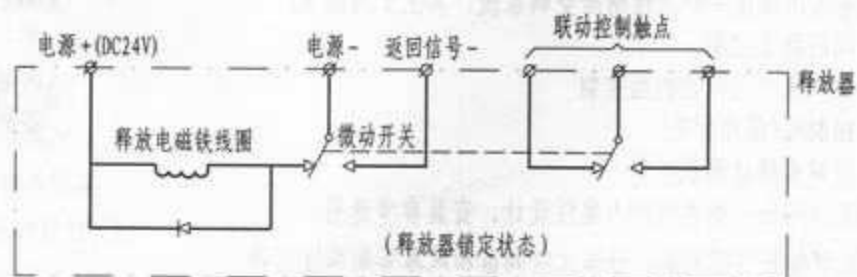 电源+(DC24V)
电源-
返回信号-
联动控制触点
释放器
释放电磁铁线圈
微动开关
(释放器锁定状态)